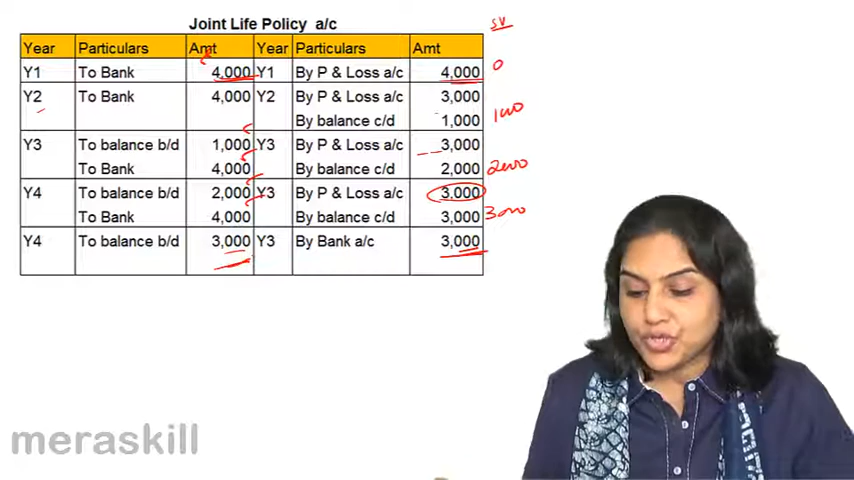 Joint Life Policy a/c
SV
Year Particulars Amt Year Particulars Amt
Y1 To Bank 4,000 Y1 By P & Loss a/c 4,000 0
Y2 To Bank 4,000 Y2 By P & Loss a/c 3,000
By balance c/d 1,000 1000
Y3 To balance b/d 1,000 Y3 By P & Loss a/c 3,000
To Bank 4,000 By balance c/d 2,000 2000
Y4 To balance b/d 2,000 Y3 By P & Loss a/c 3,000
To Bank 4,000 By balance c/d 3,000 3000
Y4 To balance b/d 3,000 Y3 By Bank a/c 3,000
meraskill